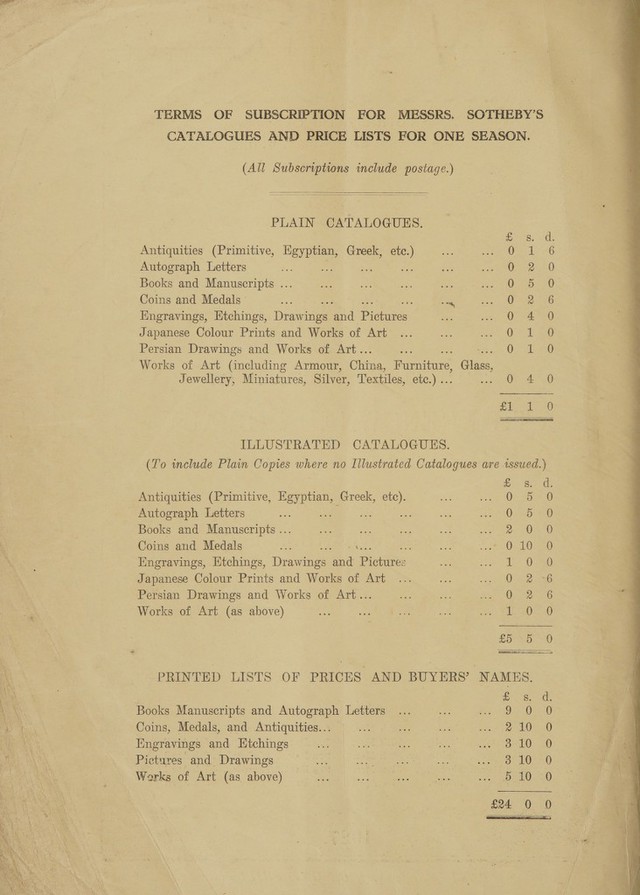 TERMS OF SUBSCRIPTION FOR MESSRS. SOTHEBY'S
CATALOGUES AND PRICE LISTS FOR ONE SEASON.
(All Subscriptions include postage.)
PLAIN CATALOGUES.
£ s. d.
Antiquities (Primitive, Egyptian, Greek, etc.) ... ... 0 1 6
Autograph Letters ... ... ... ... ... ... 0 2 0
Books and Manuscripts ... ... ... ... ... ... 0 5 0
Coins and Medals ... ... ... ... ... ... 0 2 6
Engravings, Etchings, Drawings and Pictures ... ... 0 4 0
Japanese Colour Prints and Works of Art ... ... ... 0 1 0
Persian Drawings and Works of Art ... ... ... ... 0 1 0
Works of Art (including Armour, China, Furniture, Glass,
Jewellery, Miniatures, Silver, Textiles, etc.) ... ... 0 4 0
£1 1 0
ILLUSTRATED CATALOGUES.
(To include Plain Copies where no Illustrated Catalogues are issued.)
£ s. d.
Antiquities (Primitive, Egyptian, Greek, etc). ... ... 0 5 0
Autograph Letters ... ... ... ... ... ... 0 5 0
Books and Manuscripts ... ... ... ... ... ... 2 0 0
Coins and Medals ... ... ... ... ... ... 0 10 0
Engravings, Etchings, Drawings and Pictures ... ... 1 0 0
Japanese Colour Prints and Works of Art ... ... ... 0 2 6
Persian Drawings and Works of Art ... ... ... ... 0 2 6
Works of Art (as above) ... ... ... ... ... 1 0 0
£5 5 0
PRINTED LISTS OF PRICES AND BUYERS' NAMES.
£ s. d.
Books Manuscripts and Autograph Letters ... ... ... 9 0 0
Coins, Medals, and Antiquities... ... ... ... ... 2 10 0
Engravings and Etchings ... ... ... ... ... 3 10 0
Pictures and Drawings ... ... ... ... ... 3 10 0
Works of Art (as above) ... ... ... ... ... 5 10 0
£24 0 0